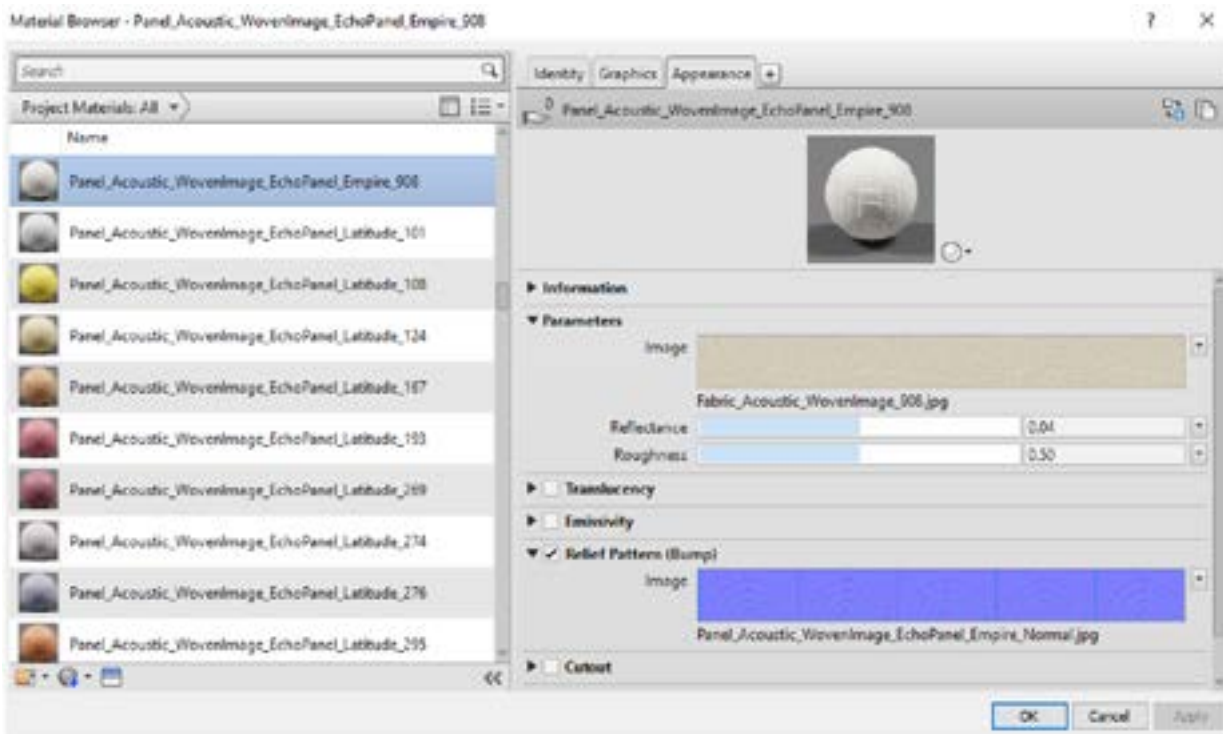 Material Browser - Panel_Acoustic_WovenImage_EchoPanel_Empire_908
? ×
Search
Project Materials: All
Name
Panel_Acoustic_WovenImage_EchoPanel_Empire_908
Panel_Acoustic_WovenImage_EchoPanel_Latitude_101
Panel_Acoustic_WovenImage_EchoPanel_Latitude_108
Panel_Acoustic_WovenImage_EchoPanel_Latitude_124
Panel_Acoustic_WovenImage_EchoPanel_Latitude_167
Panel_Acoustic_WovenImage_EchoPanel_Latitude_193
Panel_Acoustic_WovenImage_EchoPanel_Latitude_269
Panel_Acoustic_WovenImage_EchoPanel_Latitude_274
Panel_Acoustic_WovenImage_EchoPanel_Latitude_276
Panel_Acoustic_WovenImage_EchoPanel_Latitude_295
Identity Graphics Appearance +
0 Panel_Acoustic_WovenImage_EchoPanel_Empire_908
Information
Parameters
Image
Fabric_Acoustic_WovenImage_908.jpg
Reflectance 0.04
Roughness 0.50
Translucency
Emissivity
Relief Pattern (Bump)
Image
Panel_Acoustic_WovenImage_EchoPanel_Empire_Normal.jpg
Cutout
OK Cancel Apply